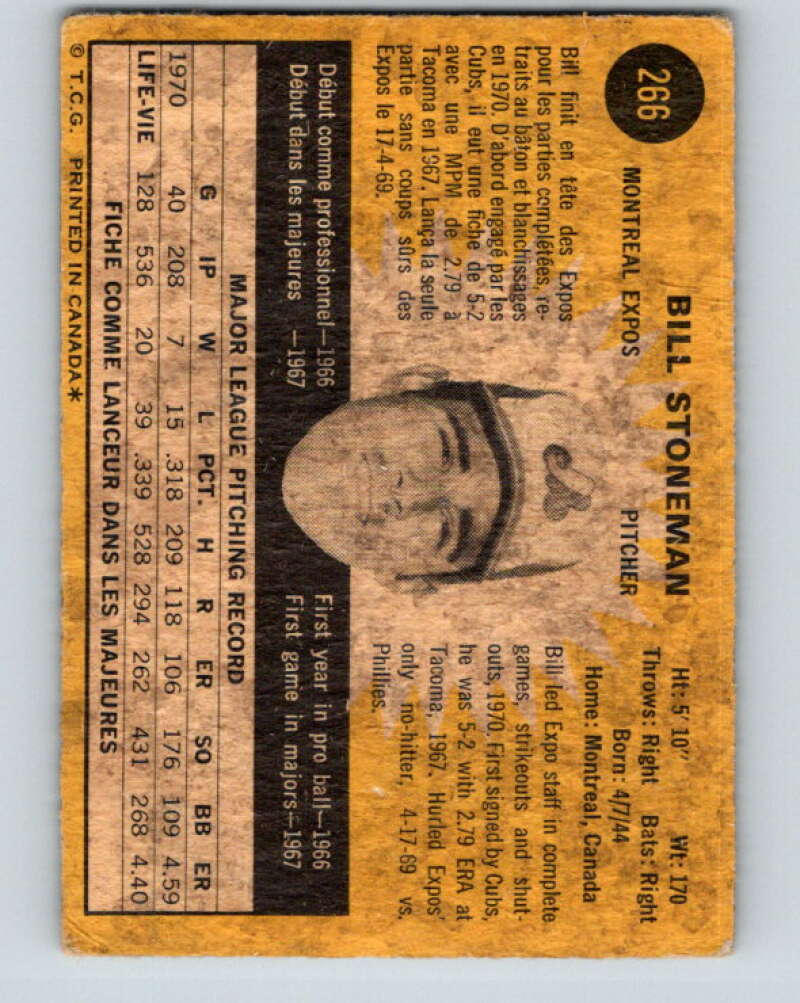 266
BILL STONEMAN
MONTREAL EXPOS PITCHER
Ht: 5'10" Wt: 170
Throws: Right Bats: Right
Born: 4/7/44
Home: Montreal, Canada
Bill finit en tête des Expos
pour les parties complétées, re-
traits au bâton et blanchissages
en 1970. D'abord engagé par les
Cubs, il eut une fiche de 5-2
avec une MPM de 2.79 à
Tacoma en 1967. Lança la seule
partie sans coups sûrs des
Expos le 17-4-69.
Bill led Expo staff in complete
games, strikeouts and shut-
outs, 1970. First signed by Cubs,
he was 5-2 with 2.79 ERA at
Tacoma, 1967. Hurled Expos'
only no-hitter, 4-17-69 vs.
Phillies.
Début comme professionnel—1966
Début dans les majeures —1967
First year in pro ball—1966
First game in majors—1967
MAJOR LEAGUE PITCHING RECORD
G IP W L PCT. H R ER SO BB ER
1970 40 208 7 15 .318 209 118 106 176 109 4.59
LIFE-VIE 128 536 20 39 .339 528 294 262 431 268 4.40
FICHE COMME LANCEUR DANS LES MAJEURES
© T.C.G. PRINTED IN CANADA*